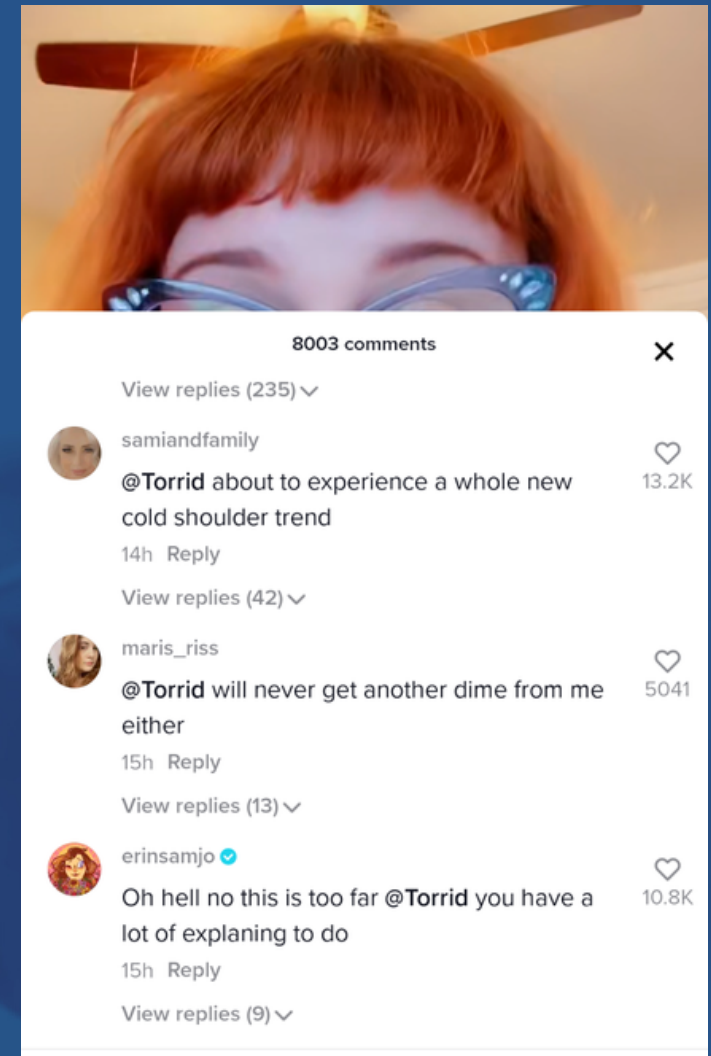 8003 comments
View replies (235)
samiandfamily
@Torrid about to experience a whole new
cold shoulder trend
13.2K
14h Reply
View replies (42)
maris_riss
@Torrid will never get another dime from me
either
5041
15h Reply
View replies (13)
erinsamjo
Oh hell no this is too far @Torrid you have a
lot of explaning to do
10.8K
15h Reply
View replies (9)